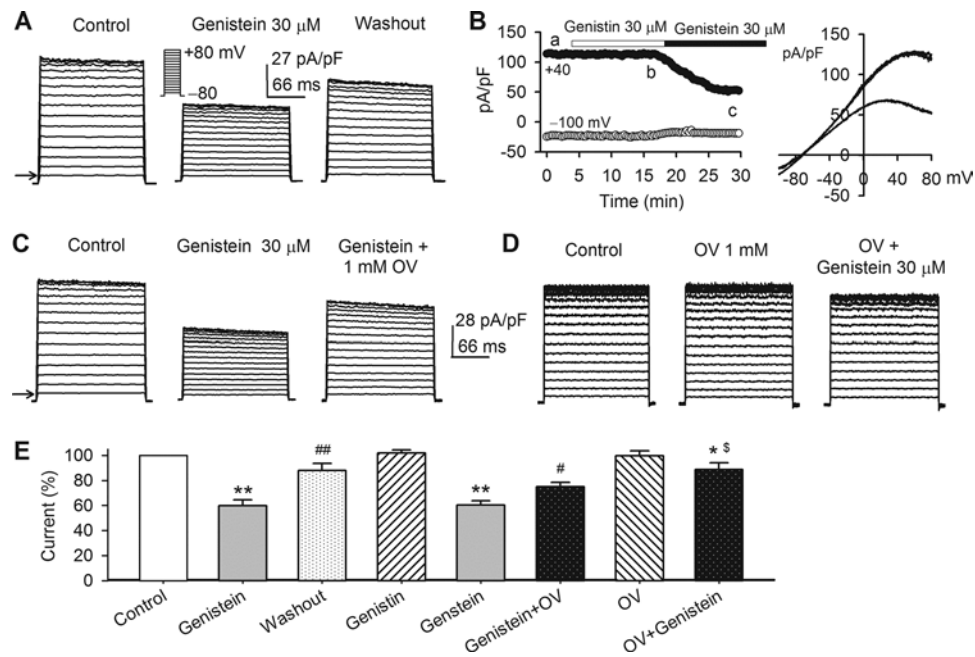 A
Control
Genistein 30 μM
Washout
+80 mV
−80
27 pA/pF
66 ms
B
Genistin 30 μM
Genistein 30 μM
a
b
c
+40
−100 mV
pA/pF
150
100
50
0
-50
0 5 10 15 20 25 30
Time (min)
pA/pF
150
100
50
0
-50
-80 -40 0 40 80 mV
C
Control
Genistein 30 μM
Genistein +
1 mM OV
28 pA/pF
66 ms
D
Control
OV 1 mM
OV +
Genistein 30 μM
E
Current (%)
100
80
60
40
20
0
**
##
**
#
* $
Control
Genistein
Washout
Genistin
Genstein
Genistein+OV
OV
OV+Genistein